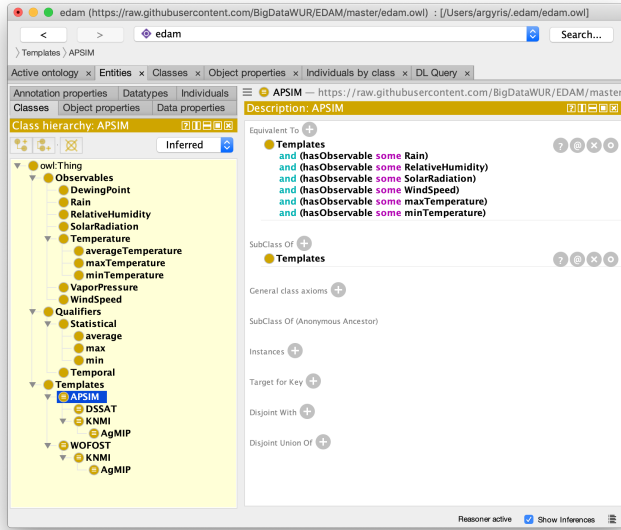 edam (https://raw.githubusercontent.com/BigDataWUR/EDAM/master/edam.owl) : [/Users/argyris/.edam/edam.owl]
< > edam Search...
Templates 〉APSIM
Active ontology × Entities × Classes × Object properties × Individuals by class × DL Query ×
Annotation properties Datatypes Individuals
Classes Object properties Data properties
Class hierarchy: APSIM
Inferred
owl:Thing
Observables
DewingPoint
Rain
RelativeHumidity
SolarRadiation
Temperature
averageTemperature
maxTemperature
minTemperature
VaporPressure
WindSpeed
Qualifiers
Statistical
average
max
min
Temporal
Templates
APSIM
DSSAT
KNMI
AgMIP
WOFOST
KNMI
AgMIP
APSIM — https://raw.githubusercontent.com/BigDataWUR/EDAM/master
Description: APSIM
Equivalent To
Templates
and (hasObservable some Rain)
and (hasObservable some RelativeHumidity)
and (hasObservable some SolarRadiation)
and (hasObservable some WindSpeed)
and (hasObservable some maxTemperature)
and (hasObservable some minTemperature)
SubClass Of
Templates
General class axioms
SubClass Of (Anonymous Ancestor)
Instances
Target for Key
Disjoint With
Disjoint Union Of
Reasoner active Show Inferences